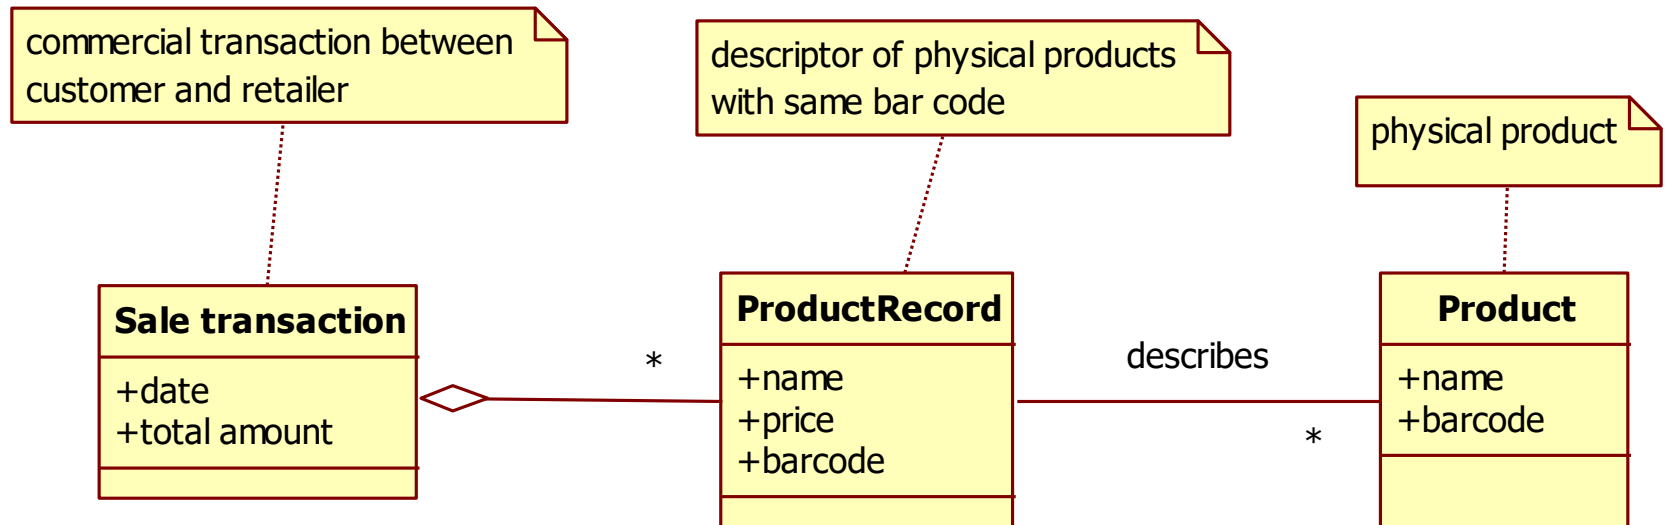 commercial transaction between
customer and retailer
descriptor of physical products
with same bar code
physical product
Sale transaction
+date
+total amount
*
ProductRecord
+name
+price
+barcode
describes
*
Product
+name
+barcode